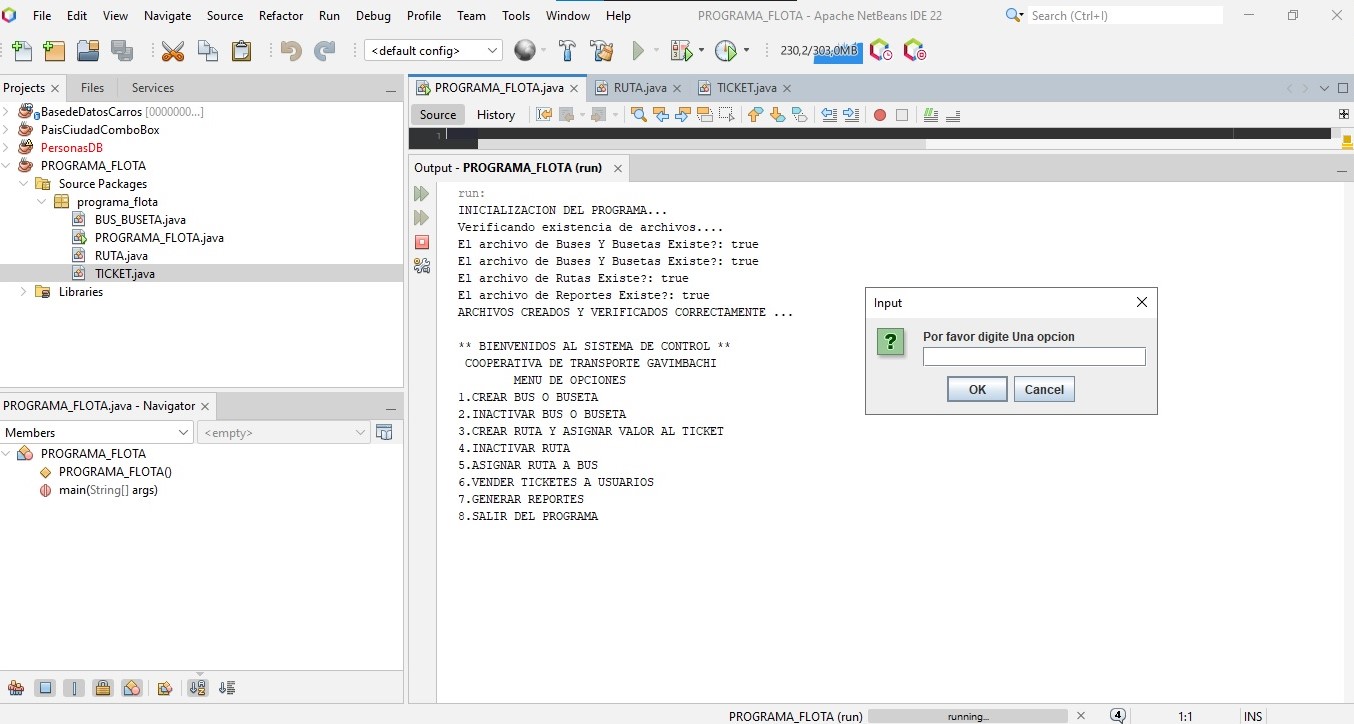 File Edit View Navigate Source Refactor Run Debug Profile Team Tools Window Help PROGRAMA_FLOTA - Apache NetBeans IDE 22 Search (Ctrl+I)
<default config> 230,2/303,0MB
Projects Files Services
BasedeDatosCarros [0000000...]
PaisCiudadComboBox
PersonasDB
PROGRAMA_FLOTA
Source Packages
programa_flota
BUS_BUSETA.java
PROGRAMA_FLOTA.java
RUTA.java
TICKET.java
Libraries
PROGRAMA_FLOTA.java - Navigator
Members <empty>
PROGRAMA_FLOTA
PROGRAMA_FLOTA()
main(String[] args)
PROGRAMA_FLOTA.java RUTA.java TICKET.java
Source History
1
Output - PROGRAMA_FLOTA (run)
run:
INICIALIZACION DEL PROGRAMA...
Verificando existencia de archivos....
El archivo de Buses Y Busetas Existe?: true
El archivo de Buses Y Busetas Existe?: true
El archivo de Rutas Existe?: true
El archivo de Reportes Existe?: true
ARCHIVOS CREADOS Y VERIFICADOS CORRECTAMENTE ...
** BIENVENIDOS AL SISTEMA DE CONTROL **
COOPERATIVA DE TRANSPORTE GAVIMBACHI
MENU DE OPCIONES
1.CREAR BUS O BUSETA
2.INACTIVAR BUS O BUSETA
3.CREAR RUTA Y ASIGNAR VALOR AL TICKET
4.INACTIVAR RUTA
5.ASIGNAR RUTA A BUS
6.VENDER TICKETES A USUARIOS
7.GENERAR REPORTES
8.SALIR DEL PROGRAMA
Input
Por favor digite Una opcion
OK Cancel
PROGRAMA_FLOTA (run) running... 4 1:1 INS